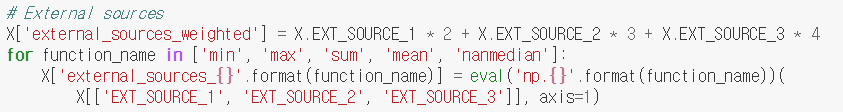 # External sources
X['external_sources_weighted'] = X.EXT_SOURCE_1 * 2 + X.EXT_SOURCE_2 * 3 + X.EXT_SOURCE_3 * 4
for function_name in ['min', 'max', 'sum', 'mean', 'nanmedian']:
    X['external_sources_{}'.format(function_name)] = eval('np.{}'.format(function_name))(
        X[['EXT_SOURCE_1', 'EXT_SOURCE_2', 'EXT_SOURCE_3']], axis=1)